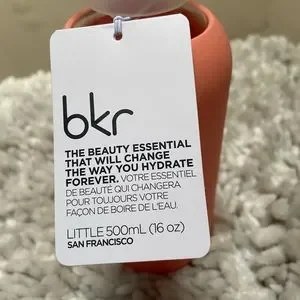 bkr
THE BEAUTY ESSENTIAL
THAT WILL CHANGE
THE WAY YOU HYDRATE
FOREVER. VOTRE ESSENTIEL
DE BEAUTÉ QUI CHANGERA
POUR TOUJOURS VOTRE
FAÇON DE BOIRE DE L'EAU.
LITTLE 500mL (16 oz)
SAN FRANCISCO